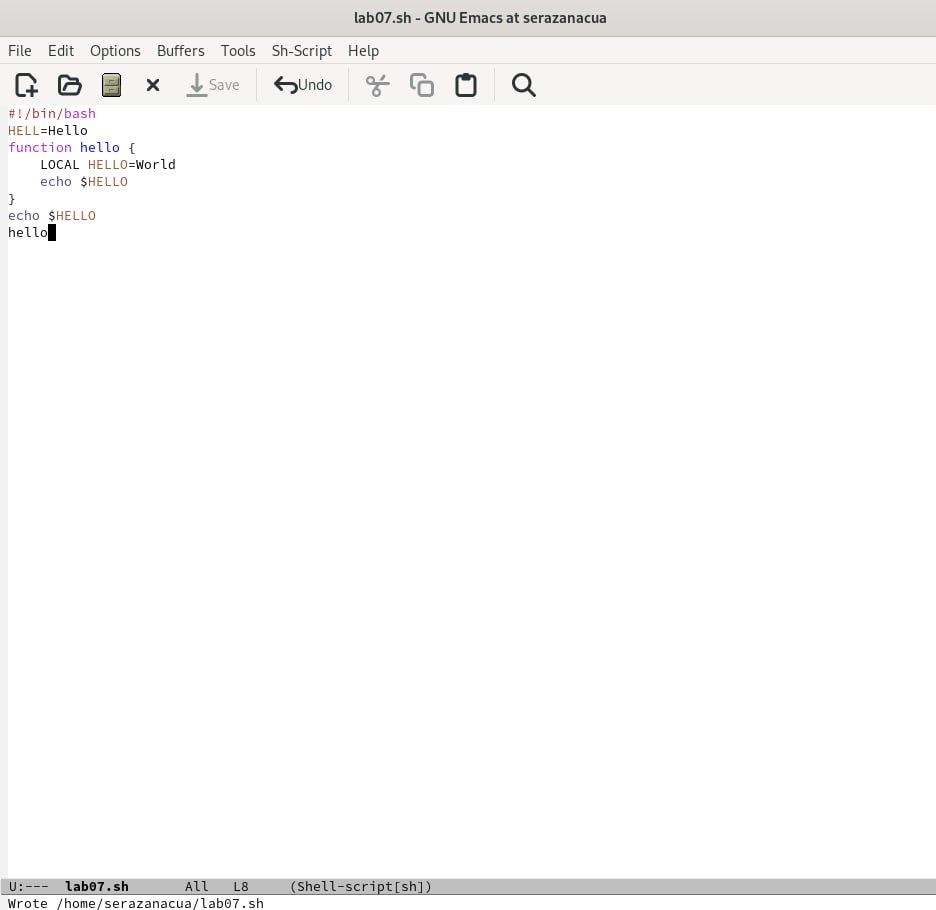 lab07.sh - GNU Emacs at serazanacua
File Edit Options Buffers Tools Sh-Script Help
Save Undo
#!/bin/bash
HELL=Hello
function hello {
    LOCAL HELLO=World
    echo $HELLO
}
echo $HELLO
hello
U:---  lab07.sh       All   L8     (Shell-script[sh])
Wrote /home/serazanacua/lab07.sh